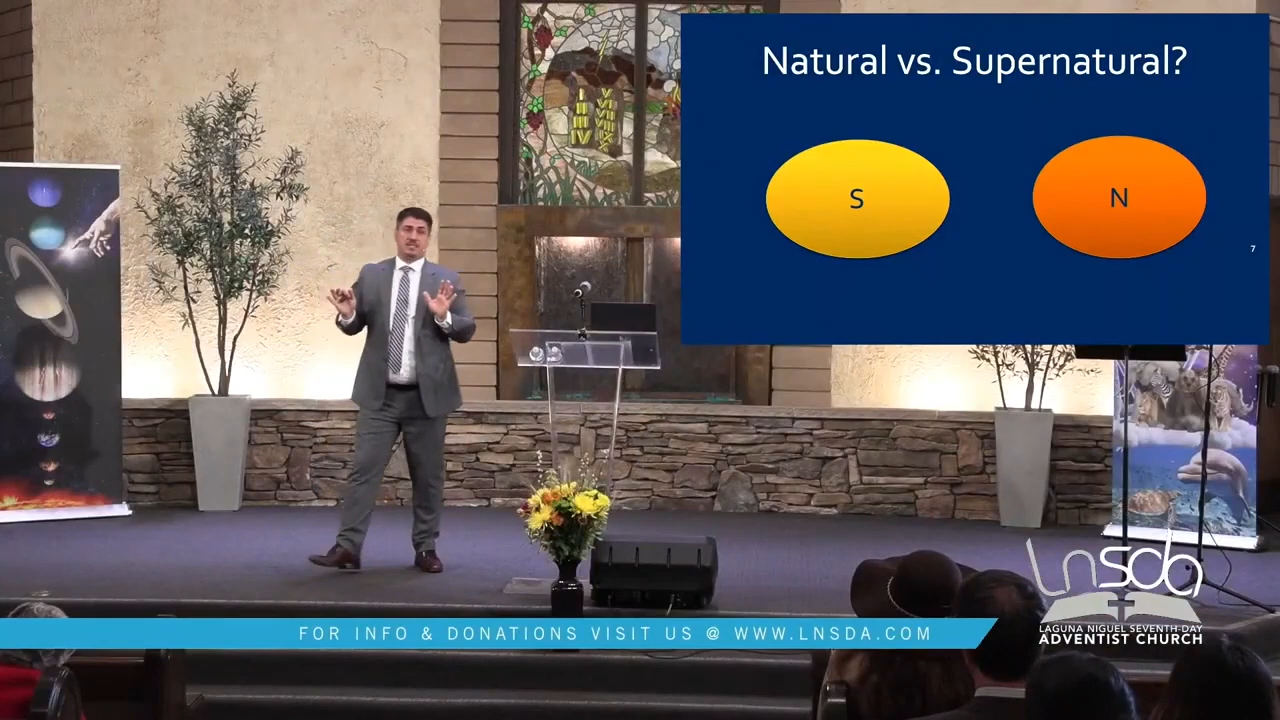 Natural vs. Supernatural?
S
N
7
FOR INFO & DONATIONS VISIT US @ WWW.LNSDA.COM
LNSDA
LAGUNA NIGUEL SEVENTH-DAY
ADVENTIST CHURCH